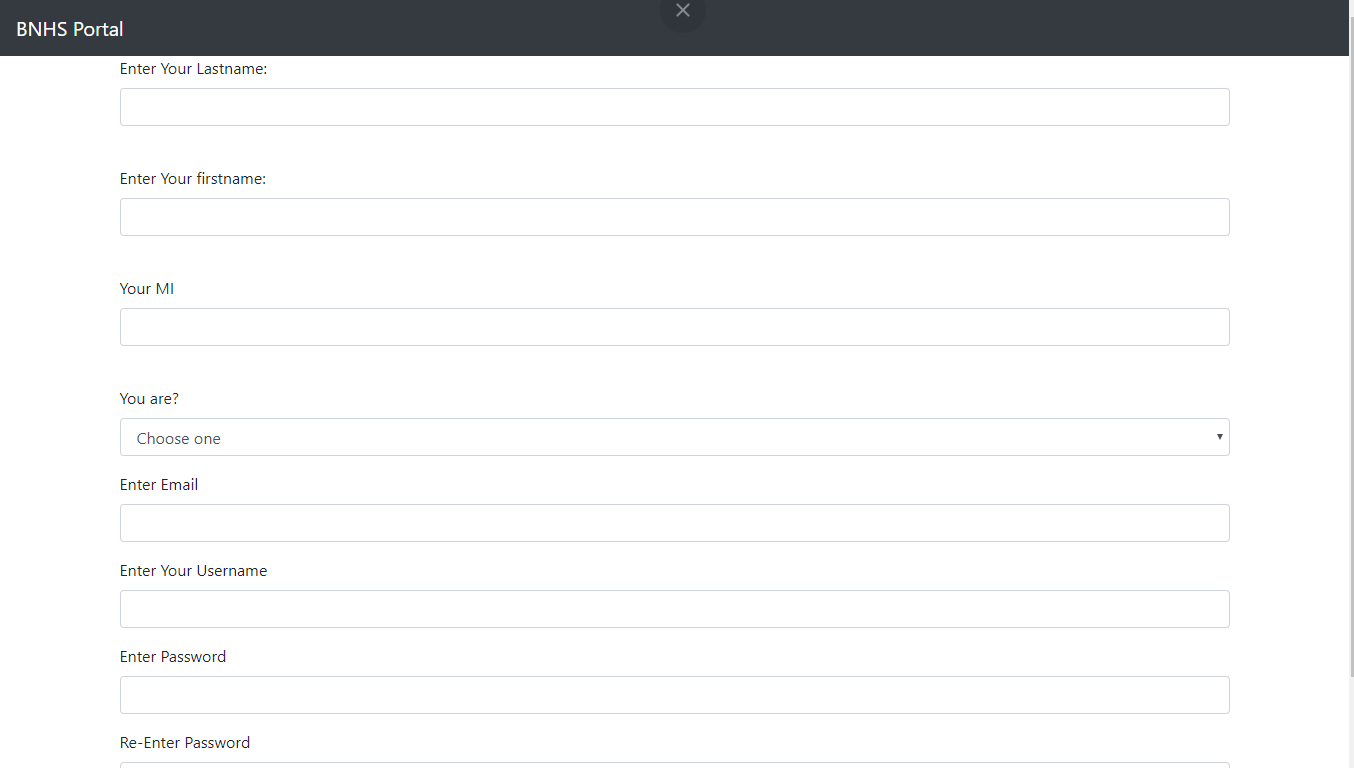 BNHS Portal
Enter Your Lastname:
Enter Your firstname:
Your MI
You are?
Choose one
Enter Email
Enter Your Username
Enter Password
Re-Enter Password